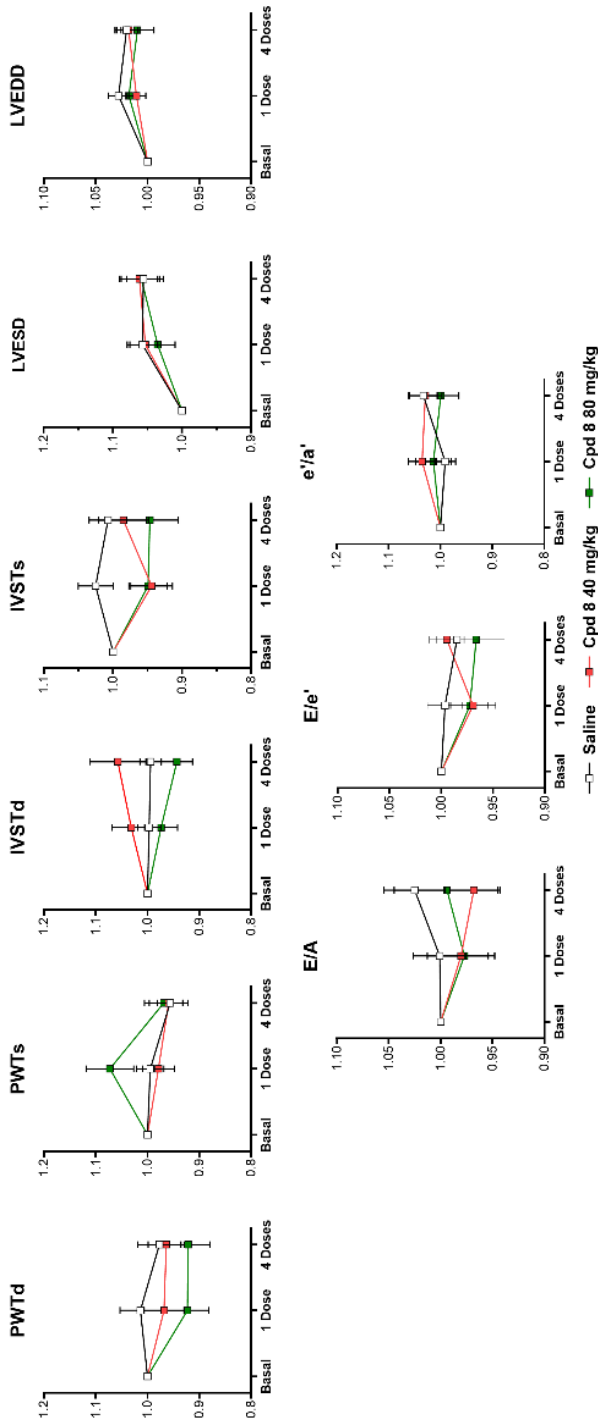 PWTd
1.2
1.1
1.0
0.9
0.8
Basal 1 Dose 4 Doses
PWTs
1.2
1.1
1.0
0.9
0.8
Basal 1 Dose 4 Doses
IVSTd
1.2
1.1
1.0
0.9
0.8
Basal 1 Dose 4 Doses
IVSTs
1.1'
1.0
0.9
0.8
Basal 1 Dose 4 Doses
LVESD
1.2
1.1
1.0
0.9
Basal 1 Dose 4 Doses
LVEDD
1.10
1.05
1.00
0.95
0.90
Basal 1 Dose 4 Doses
E/A
1.10
1.05
1.00
0.95
0.90
Basal 1 Dose 4 Doses
E/e'
1.10
1.05
1.00
0.95
0.90
Basal 1 Dose 4 Doses
e'/a'
1.2
1.1
1.0
0.9
0.8
Basal 1 Dose 4 Doses
Saline Cpd 8 40 mg/kg Cpd 8 80 mg/kg